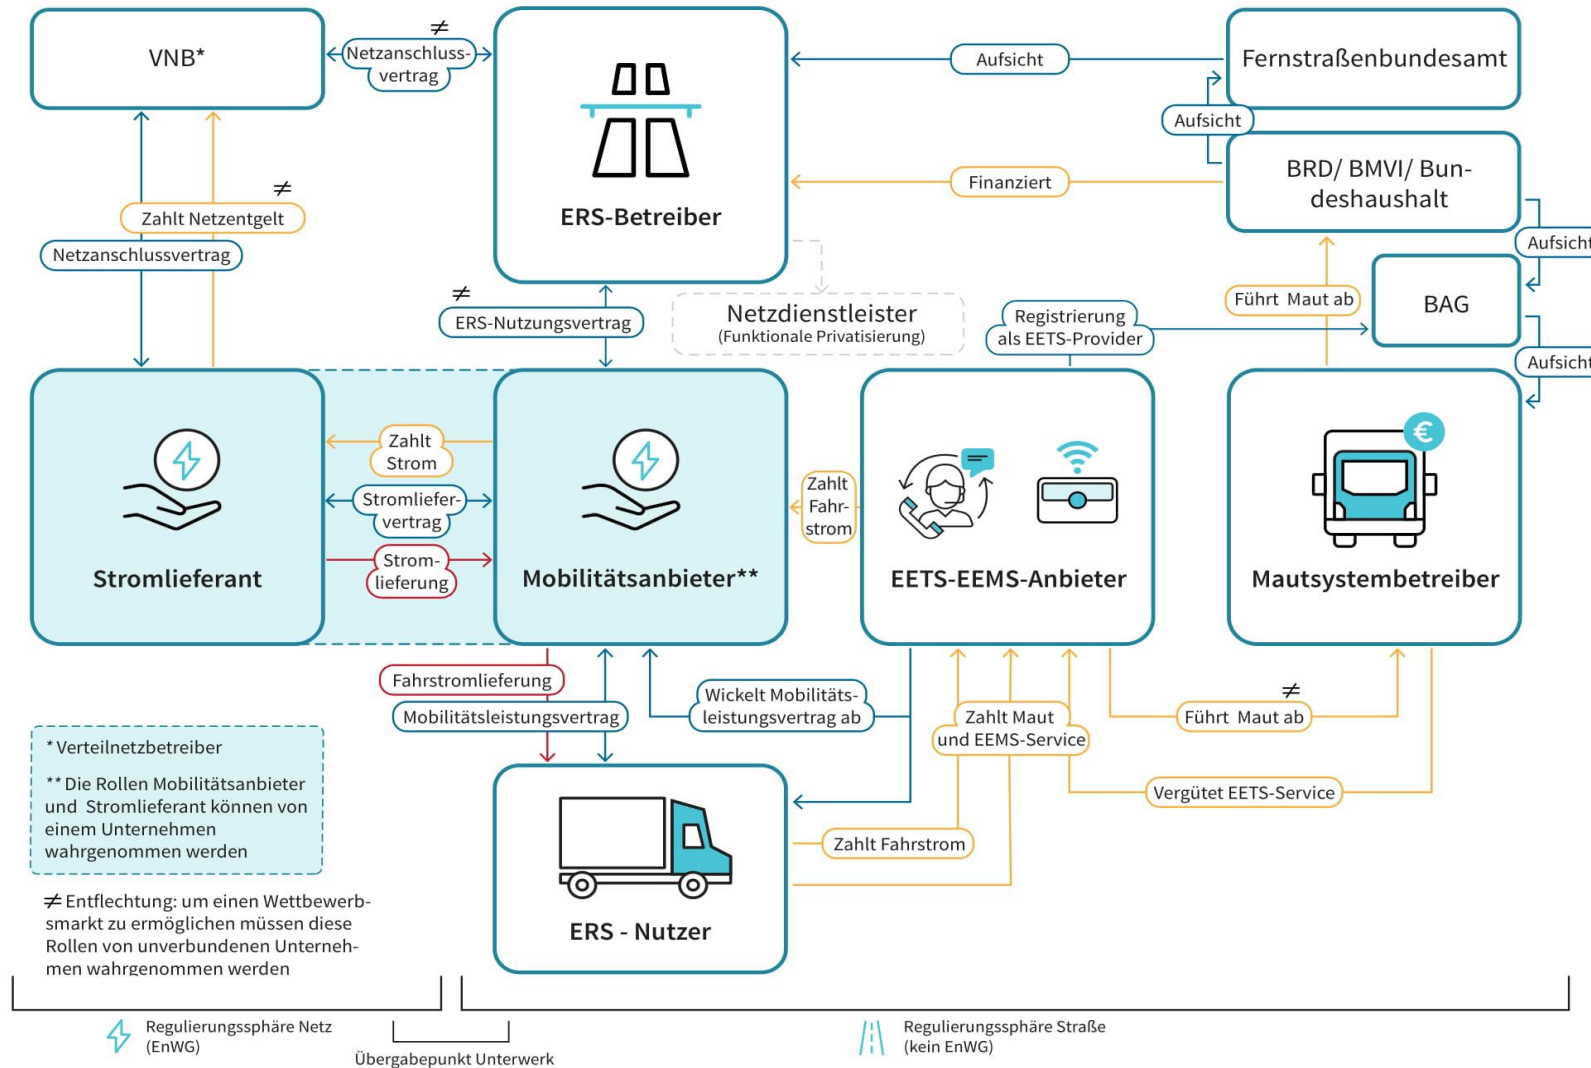 VNB*
≠
Netzanschluss-
vertrag
ERS-Betreiber
Aufsicht
Fernstraßenbundesamt
Aufsicht
Finanziert
BRD/ BMVI/ Bun-
deshaushalt
Aufsicht
≠
Zahlt Netzentgelt
Netzanschlussvertrag
≠
ERS-Nutzungsvertrag
Netzdienstleister
(Funktionale Privatisierung)
Registrierung
als EETS-Provider
Führt Maut ab
BAG
Aufsicht
Zahlt
Strom
Stromliefer-
vertrag
Strom-
lieferung
Stromlieferant
Mobilitätsanbieter**
Zahlt
Fahr-
strom
EETS-EEMS-Anbieter
Mautsystembetreiber
€
Fahrstromlieferung
Mobilitätsleistungsvertrag
Wickelt Mobilitäts-
leistungsvertrag ab
Zahlt Maut
und EEMS-Service
≠
Führt Maut ab
Vergütet EETS-Service
Zahlt Fahrstrom
ERS - Nutzer
* Verteilnetzbetreiber
** Die Rollen Mobilitätsanbieter
und Stromlieferant können von
einem Unternehmen
wahrgenommen werden
≠ Entflechtung: um einen Wettbewerb-
smarkt zu ermöglichen müssen diese
Rollen von unverbundenen Unterneh-
men wahrgenommen werden
Regulierungssphäre Netz
(EnWG)
Übergabepunkt Unterwerk
Regulierungssphäre Straße
(kein EnWG)